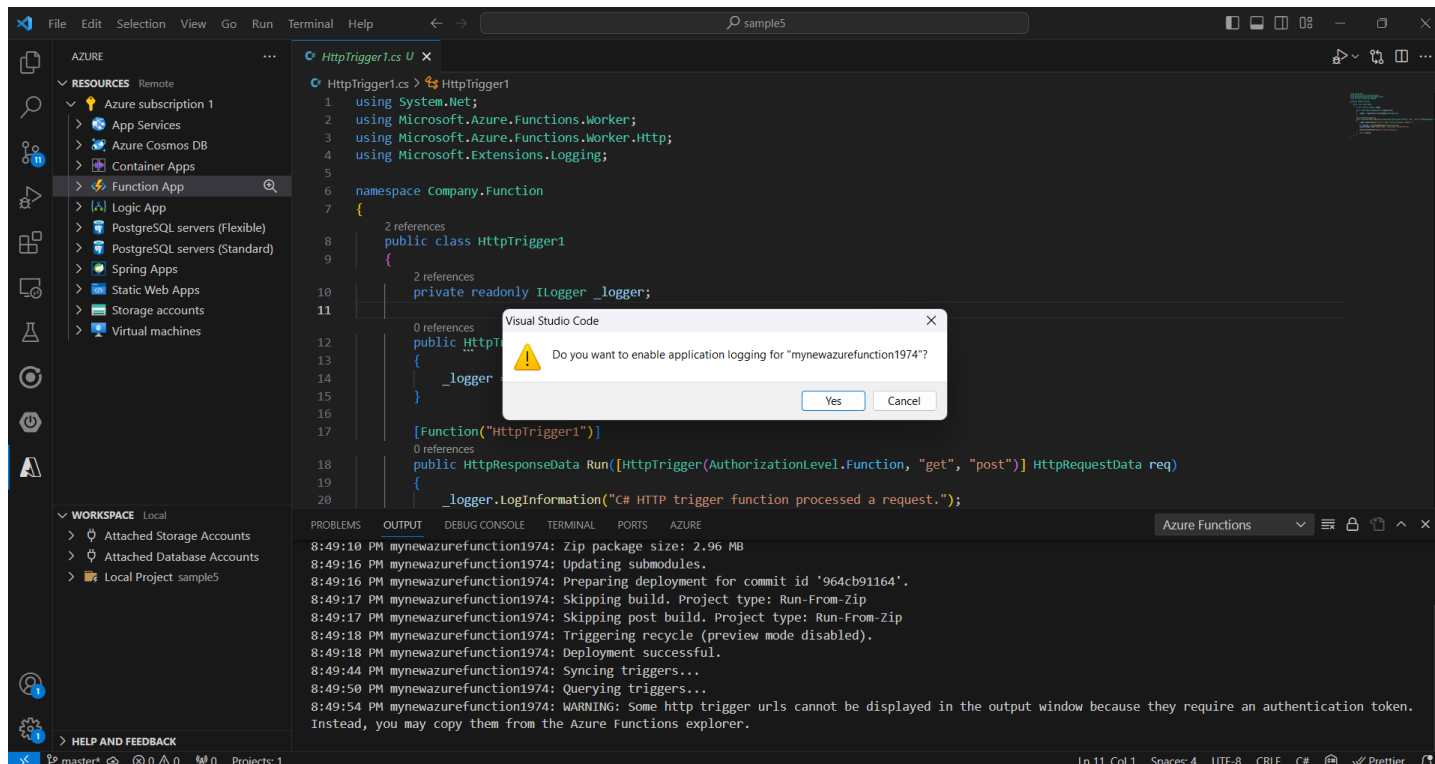 File Edit Selection View Go Run Terminal Help
sample5
AZURE
RESOURCES Remote
Azure subscription 1
App Services
Azure Cosmos DB
Container Apps
Function App
Logic App
PostgreSQL servers (Flexible)
PostgreSQL servers (Standard)
Spring Apps
Static Web Apps
Storage accounts
Virtual machines
WORKSPACE Local
Attached Storage Accounts
Attached Database Accounts
Local Project sample5
HELP AND FEEDBACK
11
1
1
HttpTrigger1.cs U
HttpTrigger1.cs > HttpTrigger1
1 using System.Net;
2 using Microsoft.Azure.Functions.Worker;
3 using Microsoft.Azure.Functions.Worker.Http;
4 using Microsoft.Extensions.Logging;
5
6 namespace Company.Function
7 {
2 references
8 public class HttpTrigger1
9 {
2 references
10 private readonly ILogger _logger;
11
0 references
12 public HttpT
13 {
14 _logger
15 }
16
17 [Function("HttpTrigger1")]
0 references
18 public HttpResponseData Run([HttpTrigger(AuthorizationLevel.Function, "get", "post")] HttpRequestData req)
19 {
20 _logger.LogInformation("C# HTTP trigger function processed a request.");
Visual Studio Code
Do you want to enable application logging for "mynewazurefunction1974"?
Yes Cancel
PROBLEMS OUTPUT DEBUG CONSOLE TERMINAL PORTS AZURE
Azure Functions
8:49:10 PM mynewazurefunction1974: Zip package size: 2.96 MB
8:49:16 PM mynewazurefunction1974: Updating submodules.
8:49:16 PM mynewazurefunction1974: Preparing deployment for commit id '964cb91164'.
8:49:17 PM mynewazurefunction1974: Skipping build. Project type: Run-From-Zip
8:49:17 PM mynewazurefunction1974: Skipping post build. Project type: Run-From-Zip
8:49:18 PM mynewazurefunction1974: Triggering recycle (preview mode disabled).
8:49:18 PM mynewazurefunction1974: Deployment successful.
8:49:44 PM mynewazurefunction1974: Syncing triggers...
8:49:50 PM mynewazurefunction1974: Querying triggers...
8:49:54 PM mynewazurefunction1974: WARNING: Some http trigger urls cannot be displayed in the output window because they require an authentication token.
Instead, you may copy them from the Azure Functions explorer.
master* 0 0 0 Projects: 1
Ln 11, Col 1 Spaces: 4 UTF-8 CRLF C# Prettier